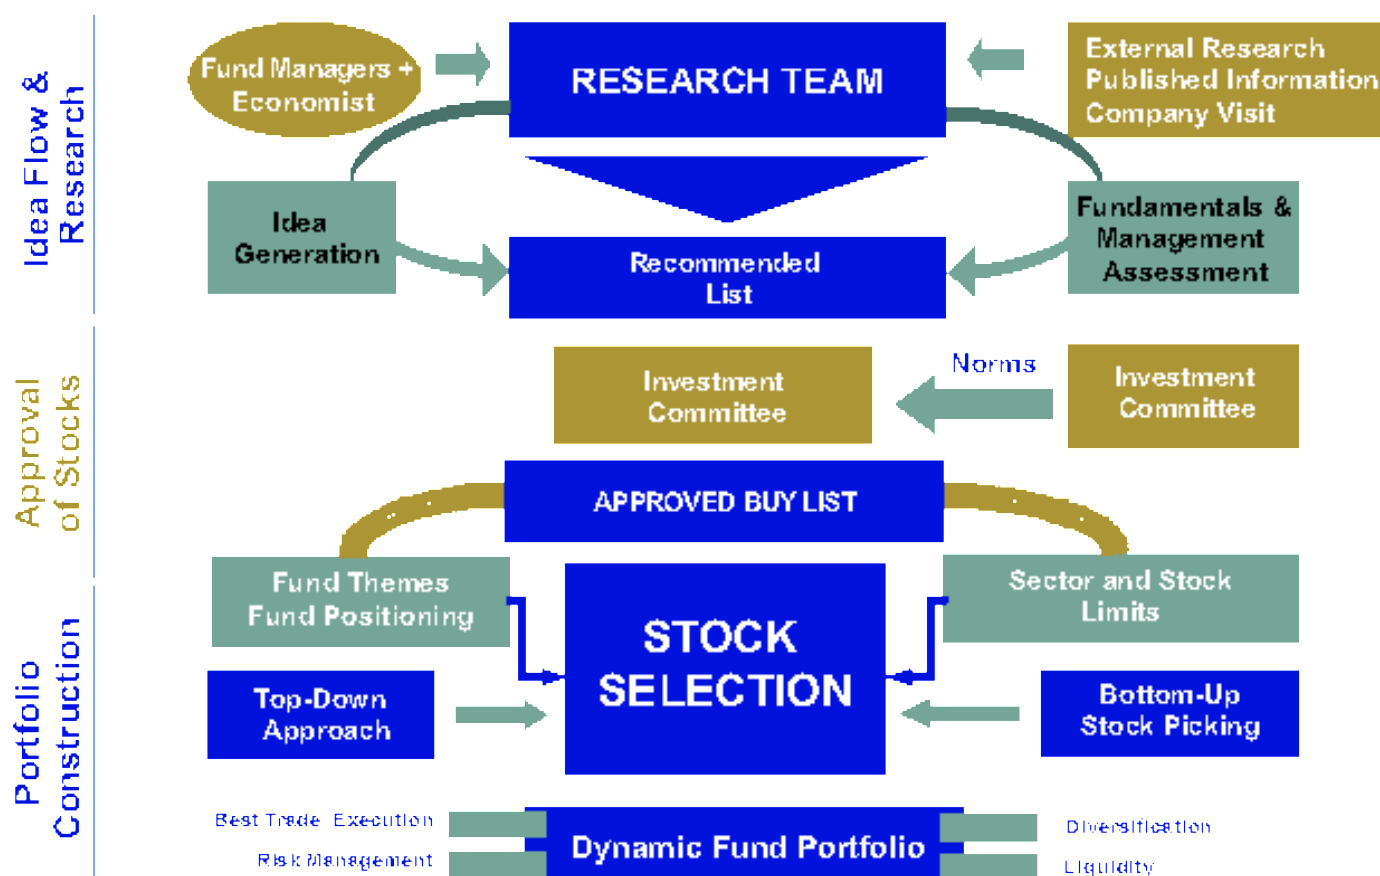 Idea Flow &
Research
Fund Managers +
Economist
RESEARCH TEAM
External Research
Published Information
Company Visit
Idea
Generation
Recommended
List
Fundamentals &
Management
Assessment
Approval
of Stocks
Investment
Committee
Norms
Investment
Committee
APPROVED BUY LIST
Portfolio
Construction
Fund Themes
Fund Positioning
STOCK
SELECTION
Sector and Stock
Limits
Top-Down
Approach
Bottom-Up
Stock Picking
Best Trade Execution
Risk Management
Dynamic Fund Portfolio
Diversification
Liquidity